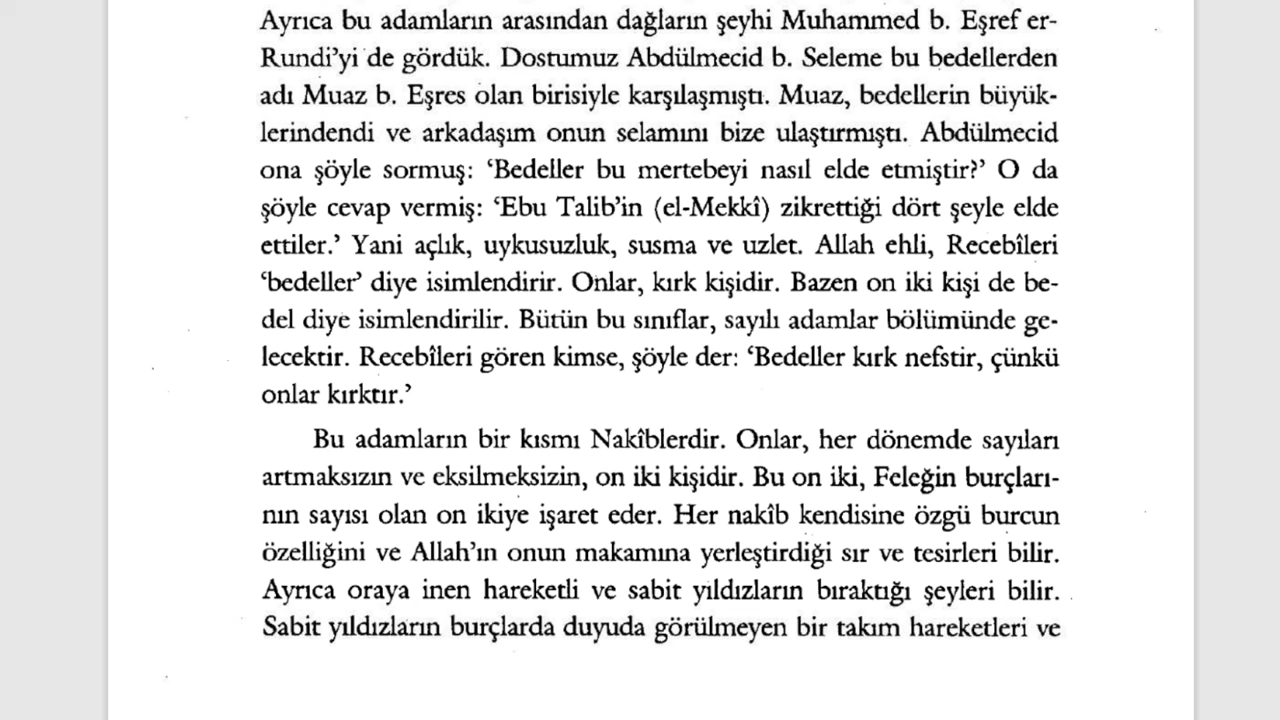 Ayrıca bu adamların arasından dağların şeyhi Muhammed b. Eşref er-
Rundi’yi de gördük. Dostumuz Abdülmecid b. Seleme bu bedellerden
adı Muaz b. Eşres olan birisiyle karşılaşmıştı. Muaz, bedellerin büyük-
lerindendi ve arkadaşım onun selamını bize ulaştırmıştı. Abdülmecid
ona şöyle sormuş: ‘Bedeller bu mertebeyi nasıl elde etmiştir?’ O da
şöyle cevap vermiş: ‘Ebu Talib’in (el-Mekkî) zikrettiği dört şeyle elde
ettiler.’ Yani açlık, uykusuzluk, susma ve uzlet. Allah ehli, Recebîleri
‘bedeller’ diye isimlendirir. Onlar, kırk kişidir. Bazen on iki kişi de be-
del diye isimlendirilir. Bütün bu sınıflar, sayılı adamlar bölümünde ge-
lecektir. Recebîleri gören kimse, şöyle der: ‘Bedeller kırk nefstir, çünkü
onlar kırktır.’
Bu adamların bir kısmı Nakîblerdir. Onlar, her dönemde sayıları
artmaksızın ve eksilmeksizin, on iki kişidir. Bu on iki, Feleğin burçları-
nın sayısı olan on ikiye işaret eder. Her nakîb kendisine özgü burcun
özelliğini ve Allah’ın onun makamına yerleştirdiği sır ve tesirleri bilir.
Ayrıca oraya inen hareketli ve sabit yıldızların bıraktığı şeyleri bilir.
Sabit yıldızların burçlarda duyuda görülmeyen bir takım hareketleri ve